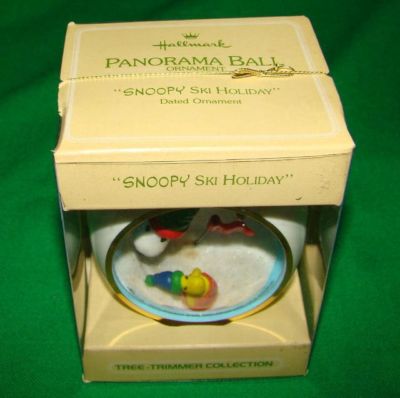 Hallmark
PANORAMA BALL
ORNAMENT
"SNOOPY SKI HOLIDAY"
Dated Ornament
"SNOOPY SKI HOLIDAY"
TREE-TRIMMER COLLECTION